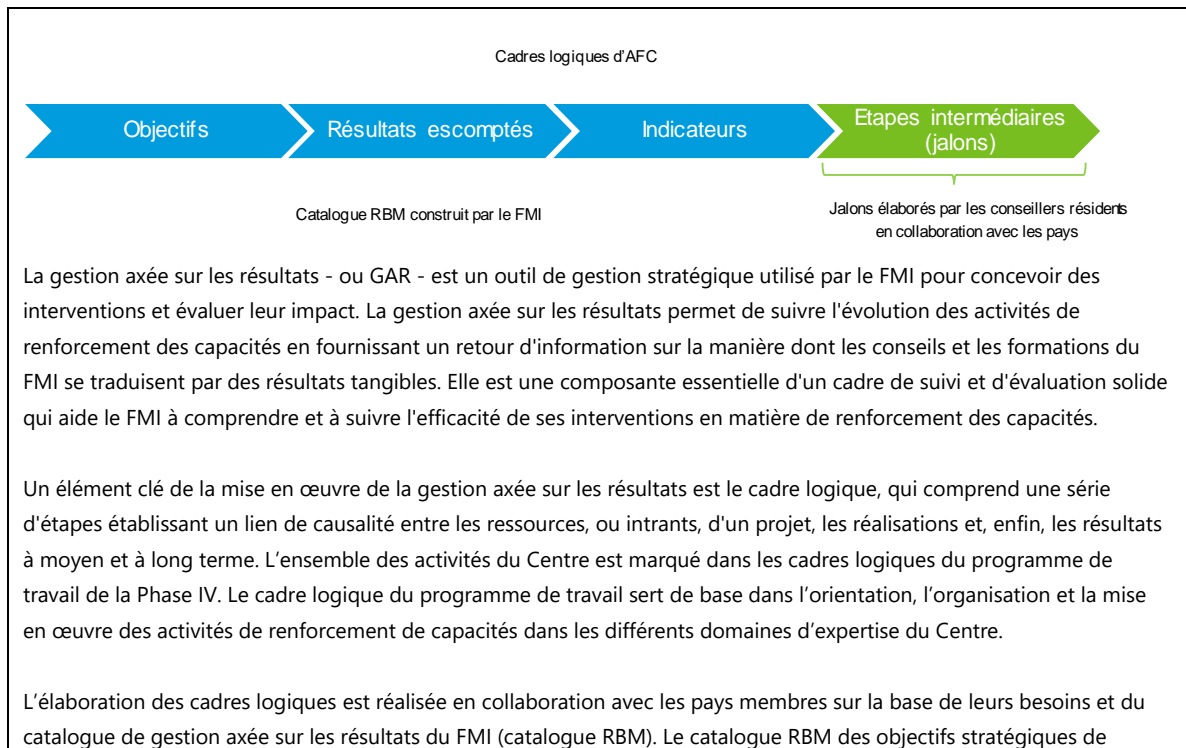 Cadres logiques d'AFC
Objectifs
Résultats escomptés
Indicateurs
Etapes intermédiaires
(jalons)
Catalogue RBM construit par le FMI
Jalons élaborés par les conseillers résidents
en collaboration avec les pays
La gestion axée sur les résultats - ou GAR - est un outil de gestion stratégique utilisé par le FMI pour concevoir des
interventions et évaluer leur impact. La gestion axée sur les résultats permet de suivre l'évolution des activités de
renforcement des capacités en fournissant un retour d'information sur la manière dont les conseils et les formations du
FMI se traduisent par des résultats tangibles. Elle est une composante essentielle d'un cadre de suivi et d'évaluation solide
qui aide le FMI à comprendre et à suivre l'efficacité de ses interventions en matière de renforcement des capacités.
Un élément clé de la mise en œuvre de la gestion axée sur les résultats est le cadre logique, qui comprend une série
d'étapes établissant un lien de causalité entre les ressources, ou intrants, d'un projet, les réalisations et, enfin, les résultats
à moyen et à long terme. L’ensemble des activités du Centre est marqué dans les cadres logiques du programme de
travail de la Phase IV. Le cadre logique du programme de travail sert de base dans l’orientation, l’organisation et la mise
en œuvre des activités de renforcement de capacités dans les différents domaines d’expertise du Centre.
L’élaboration des cadres logiques est réalisée en collaboration avec les pays membres sur la base de leurs besoins et du
catalogue de gestion axée sur les résultats du FMI (catalogue RBM). Le catalogue RBM des objectifs stratégiques de